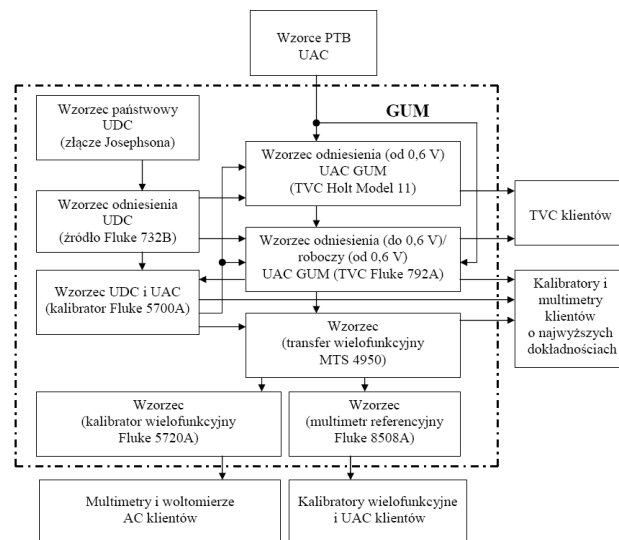 Wzorce PTB
UAC
GUM
Wzorzec państwowy
UDC
(złącze Josephsona)
Wzorzec odniesienia (od 0,6 V)
UAC GUM
(TVC Holt Model 11)
Wzorzec odniesienia
UDC
(źródło Fluke 732B)
TVC klientów
Wzorzec odniesienia (do 0,6 V)/
roboczy (od 0,6 V)
UAC GUM (TVC Fluke 792A)
Wzorzec UDC i UAC
(kalibrator Fluke 5700A)
Kalibratory i
multimetry
klientów
o najwyższych
dokładnościach
Wzorzec
(transfer wielofunkcyjny
MTS 4950)
Wzorzec
(kalibrator wielofunkcyjny
Fluke 5720A)
Wzorzec
(multimetr referencyjny
Fluke 8508A)
Multimetry i woltomierze
AC klientów
Kalibratory wielofunkcyjne
i UAC klientów